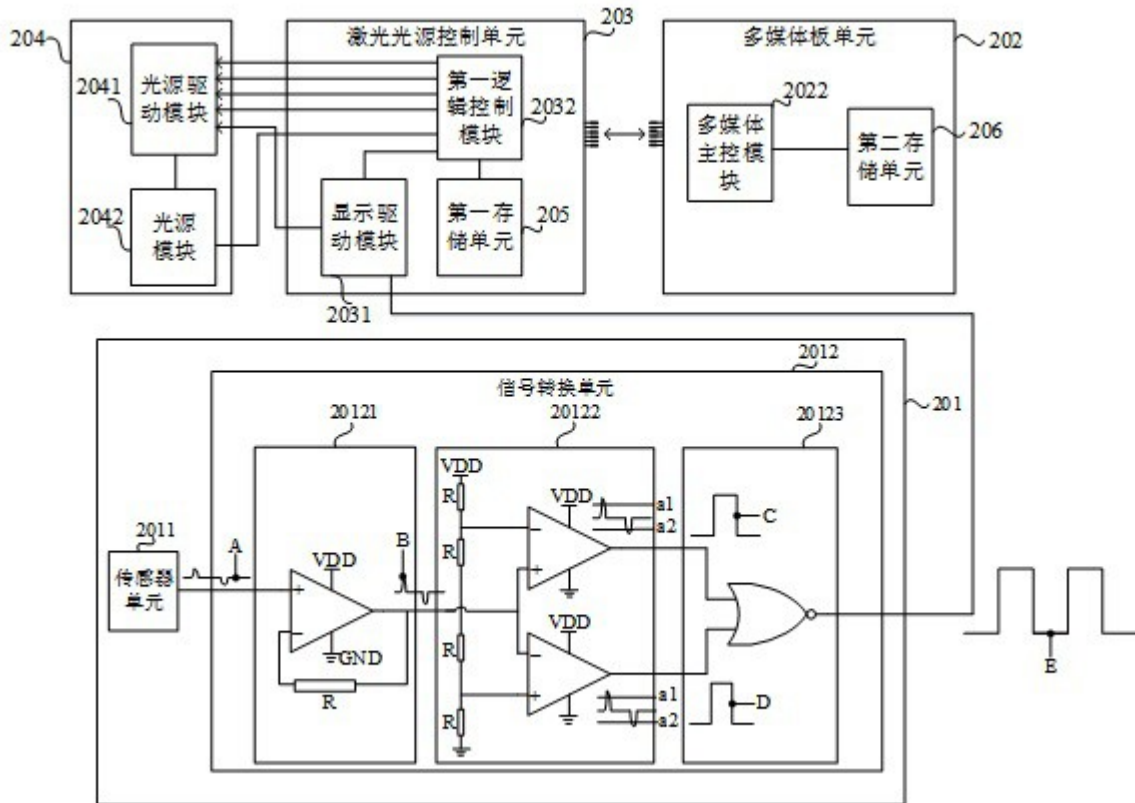 204
激光光源控制单元
203
多媒体板单元
202
2041
光源驱
动模块
第一逻
辑控制
模块
2032
2022
多媒体
主控模
块
第二存
储单元
206
2042
光源
模块
显示驱
动模块
2031
第一存
储单元
205
2012
信号转换单元
201
20121
20122
20123
2011
传感器
单元
A
VDD
GND
R
B
VDD
R
R
R
R
VDD
a1
a2
VDD
a1
a2
C
D
E